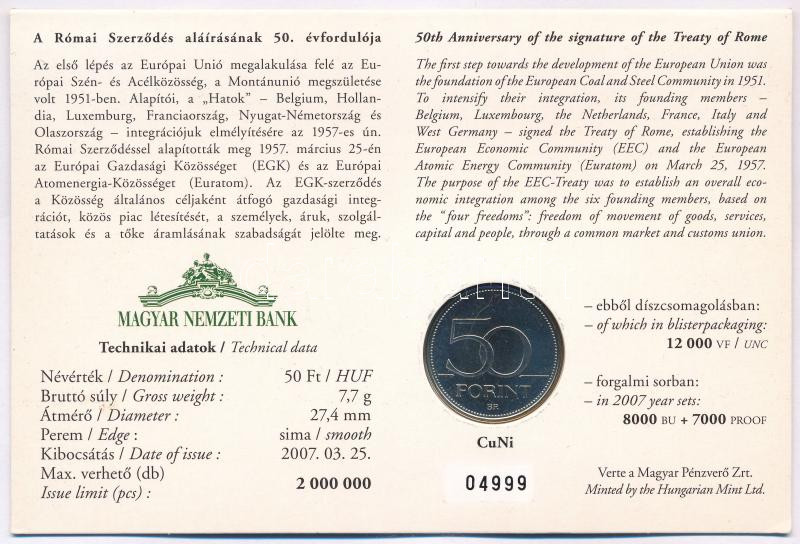 A Római Szerződés aláírásának 50. évfordulója
Az első lépés az Európai Unió megalakulása felé az Eu-
rópai Szén- és Acélközösség, a Montánunió megszületése
volt 1951-ben. Alapítói, a „Hatok” – Belgium, Hollan-
dia, Luxemburg, Franciaország, Nyugat-Németország és
Olaszország – integrációjuk elmélyítésére az 1957-es ún.
Római Szerződéssel alapították meg 1957. március 25-én
az Európai Gazdasági Közösséget (EGK) és az Európai
Atomenergia-Közösséget (Euratom). Az EGK-szerződés
a Közösség általános céljaként átfogó gazdasági integ-
rációt, közös piac létesítését, a személyek, áruk, szolgál-
tatások és a tőke áramlásának szabadságát jelölte meg.
50th Anniversary of the signature of the Treaty of Rome
The first step towards the development of the European Union was
the foundation of the European Coal and Steel Community in 1951.
To intensify their integration, its founding members –
Belgium, Luxembourg, the Netherlands, France, Italy and
West Germany – signed the Treaty of Rome, establishing the
European Economic Community (EEC) and the European
Atomic Energy Community (Euratom) on March 25, 1957.
The purpose of the EEC-Treaty was to establish an overall eco-
nomic integration among the six founding members, based on
the “four freedoms”: freedom of movement of goods, services,
capital and people, through a common market and customs union.
MAGYAR NEMZETI BANK
Technikai adatok / Technical data
Névérték / Denomination : 50 Ft / HUF
Bruttó súly / Gross weight : 7,7 g
Átmérő / Diameter : 27,4 mm
Perem / Edge : sima / smooth
Kibocsátás / Date of issue : 2007. 03. 25.
Max. verhető (db)
Issue limit (pcs) : 2 000 000
50
FORINT
BP.
CuNi
04999
– ebből díszcsomagolásban:
– of which in blisterpackaging:
12 000 VF / UNC
– forgalmi sorban:
– in 2007 year sets:
8000 BU + 7000 PROOF
Verte a Magyar Pénzverő Zrt.
Minted by the Hungarian Mint Ltd.